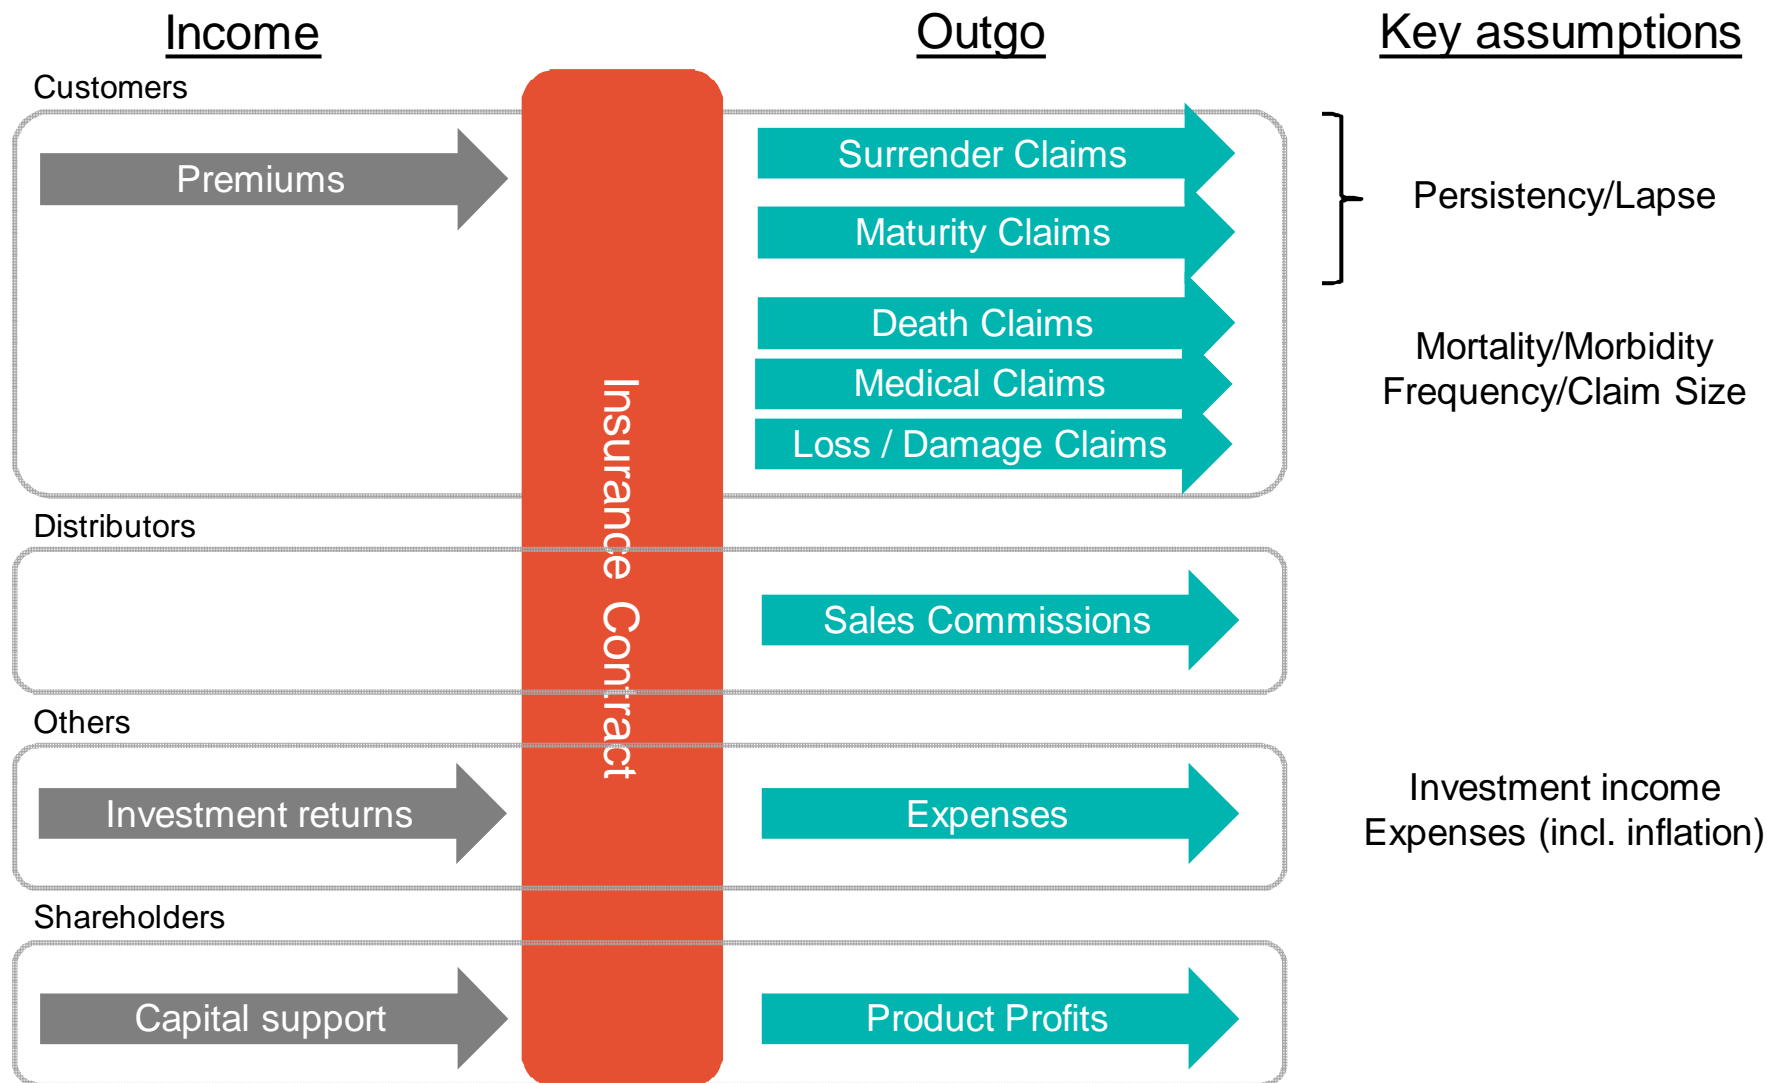 Income
Outgo
Key assumptions
Customers
Premiums
Surrender Claims
Maturity Claims
Death Claims
Medical Claims
Loss / Damage Claims
Persistency/Lapse
Mortality/Morbidity
Frequency/Claim Size
Insurance Contract
Distributors
Sales Commissions
Others
Investment returns
Expenses
Investment income
Expenses (incl. inflation)
Shareholders
Capital support
Product Profits